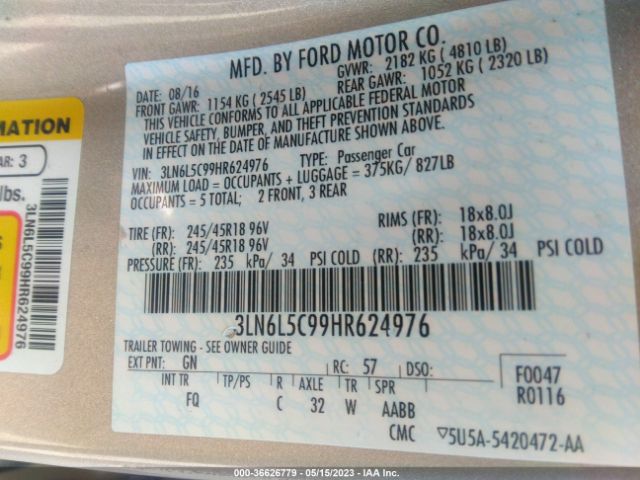 MFD. BY FORD MOTOR CO.
DATE: 08/16
GVWR: 2182 KG ( 4810 LB)
FRONT GAWR: 1154 KG ( 2545 LB)
REAR GAWR: 1052 KG ( 2320 LB)
THIS VEHICLE CONFORMS TO ALL APPLICABLE FEDERAL MOTOR
VEHICLE SAFETY, BUMPER, AND THEFT PREVENTION STANDARDS
IN EFFECT ON THE DATE OF MANUFACTURE SHOWN ABOVE.
VIN: 3LN6L5C99HR624976 TYPE: Passenger Car
MAXIMUM LOAD = OCCUPANTS + LUGGAGE = 375KG/ 827LB
OCCUPANTS = 5 TOTAL; 2 FRONT, 3 REAR
TIRE (FR): 245/45R18 96V RIMS (FR): 18x8.0J
(RR): 245/45R18 96V (RR): 18x8.0J
PRESSURE (FR): 235 kPa/ 34 PSI COLD (RR): 235 kPa/ 34 PSI COLD
3LN6L5C99HR624976
TRAILER TOWING - SEE OWNER GUIDE
EXT PNT: GN RC: 57 DSO:
F0047
R0116
INT TR TP/PS R AXLE TR SPR
FQ C 32 W AABB
CMC ▽5U5A-5420472-AA
MATION
AR: 3
lbs.
3LN6L5C99HR624976
© 0000 - 36626779 - 05/15/2023 - IAA Inc.